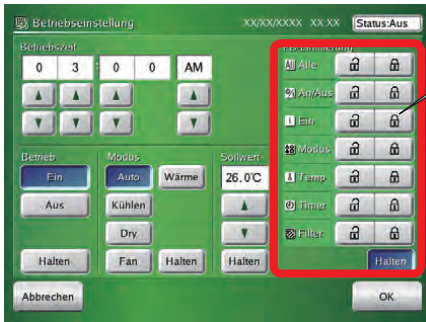 Betriebseinstellung XX/XX/XXXX XX:XX Status:Aus
Betriebszeit
0 3 : 0 0 AM
All Alle
An/Aus
Ein
Modus
Temp
Timer
Filter
Halten
Betrieb Modus Sollwert
Ein Auto Wärme 26.0°C
Aus Kühlen
Dry
Halten Fan Halten Halten
Abbrechen OK